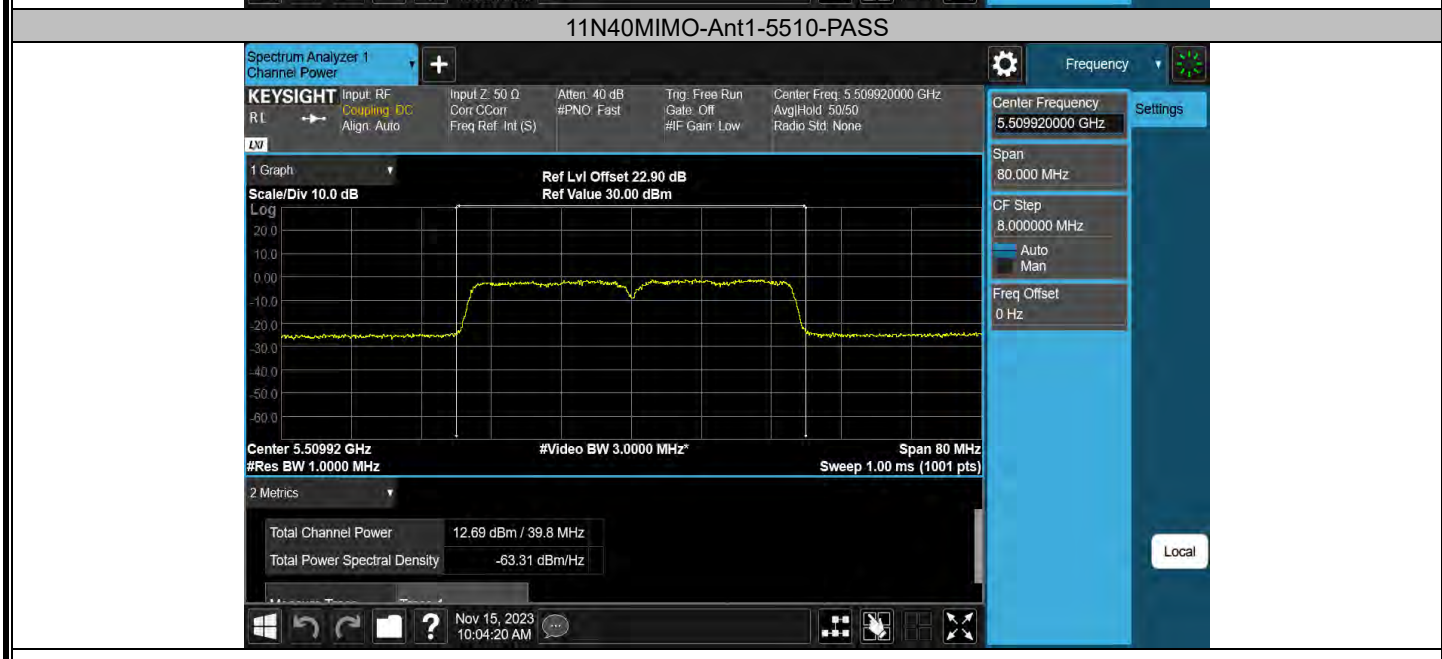 11N40MIMO-Ant1-5510-PASS
Spectrum Analyzer 1
Channel Power
Frequency
KEYSIGHT
RL
LXI
Input: RF
Coupling: DC
Align: Auto
Input Z: 50 Ω
Corr CCorr
Freq Ref: Int (S)
Atten: 40 dB
#PNO: Fast
Trig: Free Run
Gate: Off
#IF Gain: Low
Center Freq: 5.509920000 GHz
Avg|Hold: 50/50
Radio Std: None
Center Frequency
5.509920000 GHz
Settings
Span
80.000 MHz
CF Step
8.000000 MHz
Auto
Man
Freq Offset
0 Hz
Local
1 Graph
Scale/Div 10.0 dB
Ref Lvl Offset 22.90 dB
Ref Value 30.00 dBm
Log
20.0
10.0
0.00
-10.0
-20.0
-30.0
-40.0
-50.0
-60.0
Center 5.50992 GHz
#Video BW 3.0000 MHz*
Span 80 MHz
#Res BW 1.0000 MHz
Sweep 1.00 ms (1001 pts)
2 Metrics
Total Channel Power 12.69 dBm / 39.8 MHz
Total Power Spectral Density -63.31 dBm/Hz
?
Nov 15, 2023
10:04:20 AM